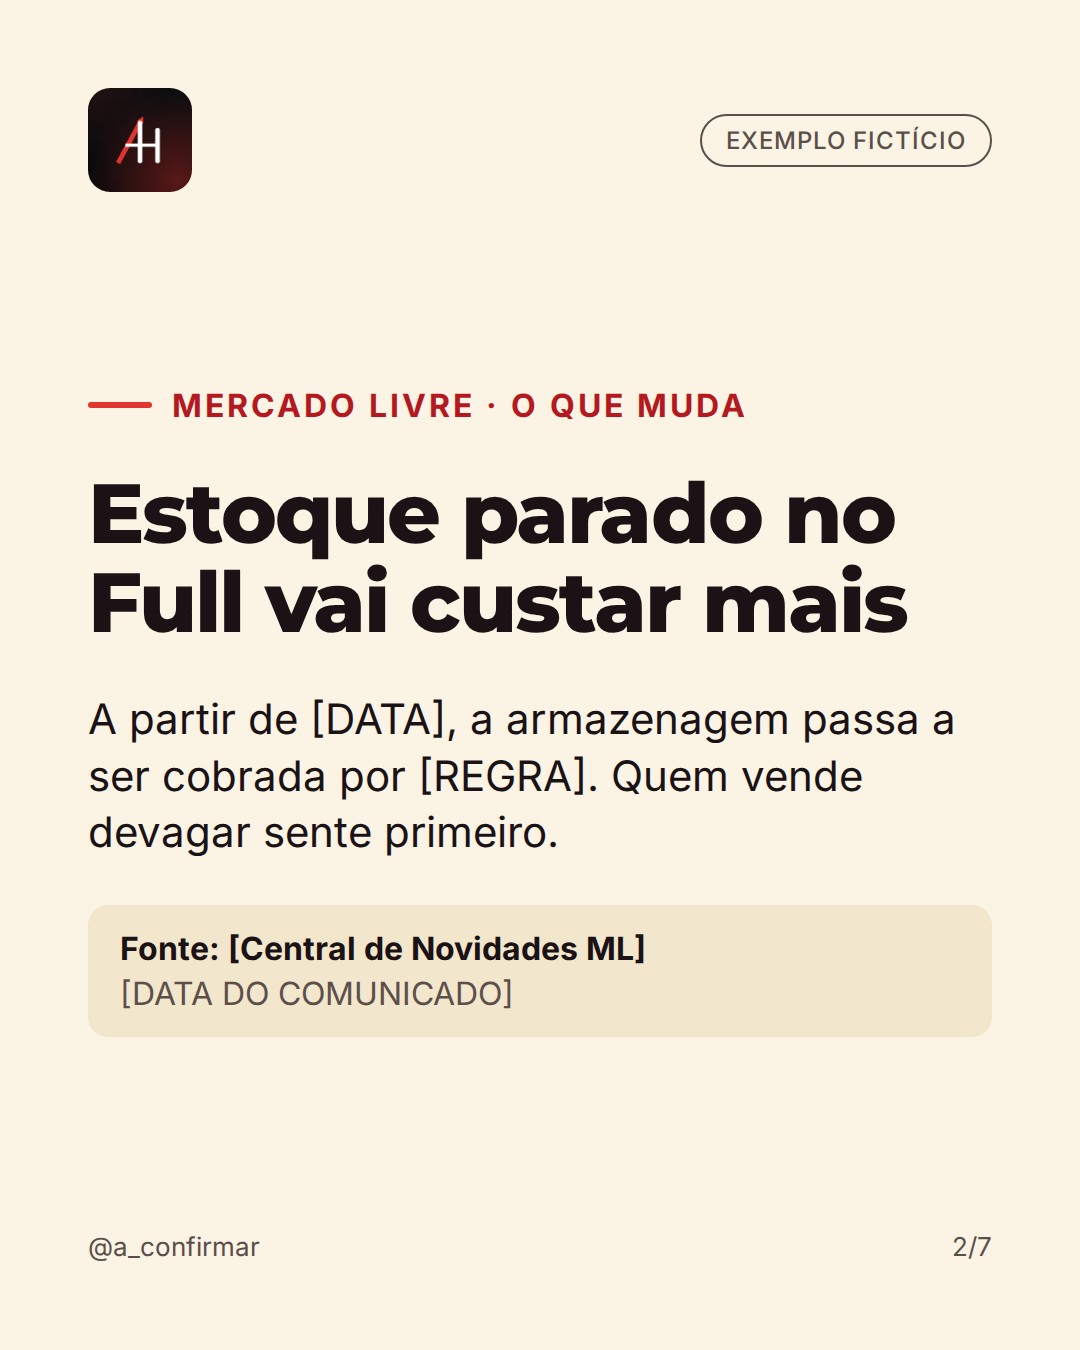 AH
EXEMPLO FICTÍCIO
MERCADO LIVRE · O QUE MUDA
Estoque parado no
Full vai custar mais
A partir de [DATA], a armazenagem passa a
ser cobrada por [REGRA]. Quem vende
devagar sente primeiro.
Fonte: [Central de Novidades ML]
[DATA DO COMUNICADO]
@a_confirmar
2/7